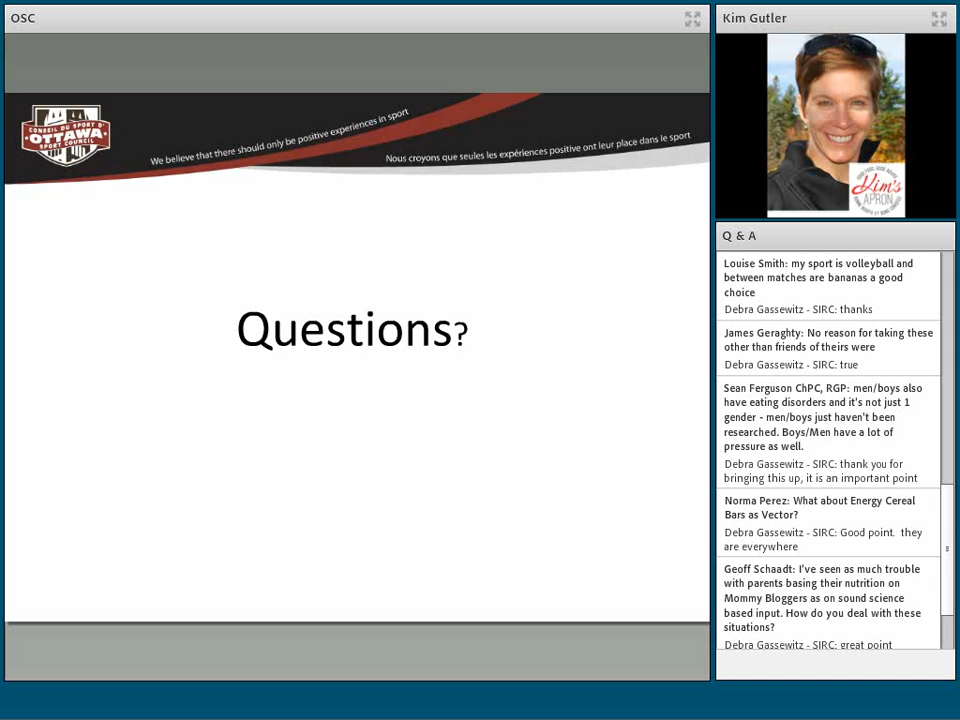 OSC
CONSEIL DU SPORT D'
OTTAWA
SPORT COUNCIL
We believe that there should only be positive experiences in sport
Nous croyons que seules les expériences positive ont leur place dans le sport
Questions?
Kim Gutler
Kim's
APRON
Q & A
Louise Smith: my sport is volleyball and
between matches are bananas a good
choice
Debra Gassewitz - SIRC: thanks
James Geraghty: No reason for taking these
other than friends of theirs were
Debra Gassewitz - SIRC: true
Sean Ferguson ChPC, RGP: men/boys also
have eating disorders and it's not just 1
gender - men/boys just haven't been
researched. Boys/Men have a lot of
pressure as well.
Debra Gassewitz - SIRC: thank you for
bringing this up, it is an important point
Norma Perez: What about Energy Cereal
Bars as Vector?
Debra Gassewitz - SIRC: Good point. they
are everywhere
Geoff Schaadt: I've seen as much trouble
with parents basing their nutrition on
Mommy Bloggers as on sound science
based input. How do you deal with these
situations?
Debra Gassewitz - SIRC: great point